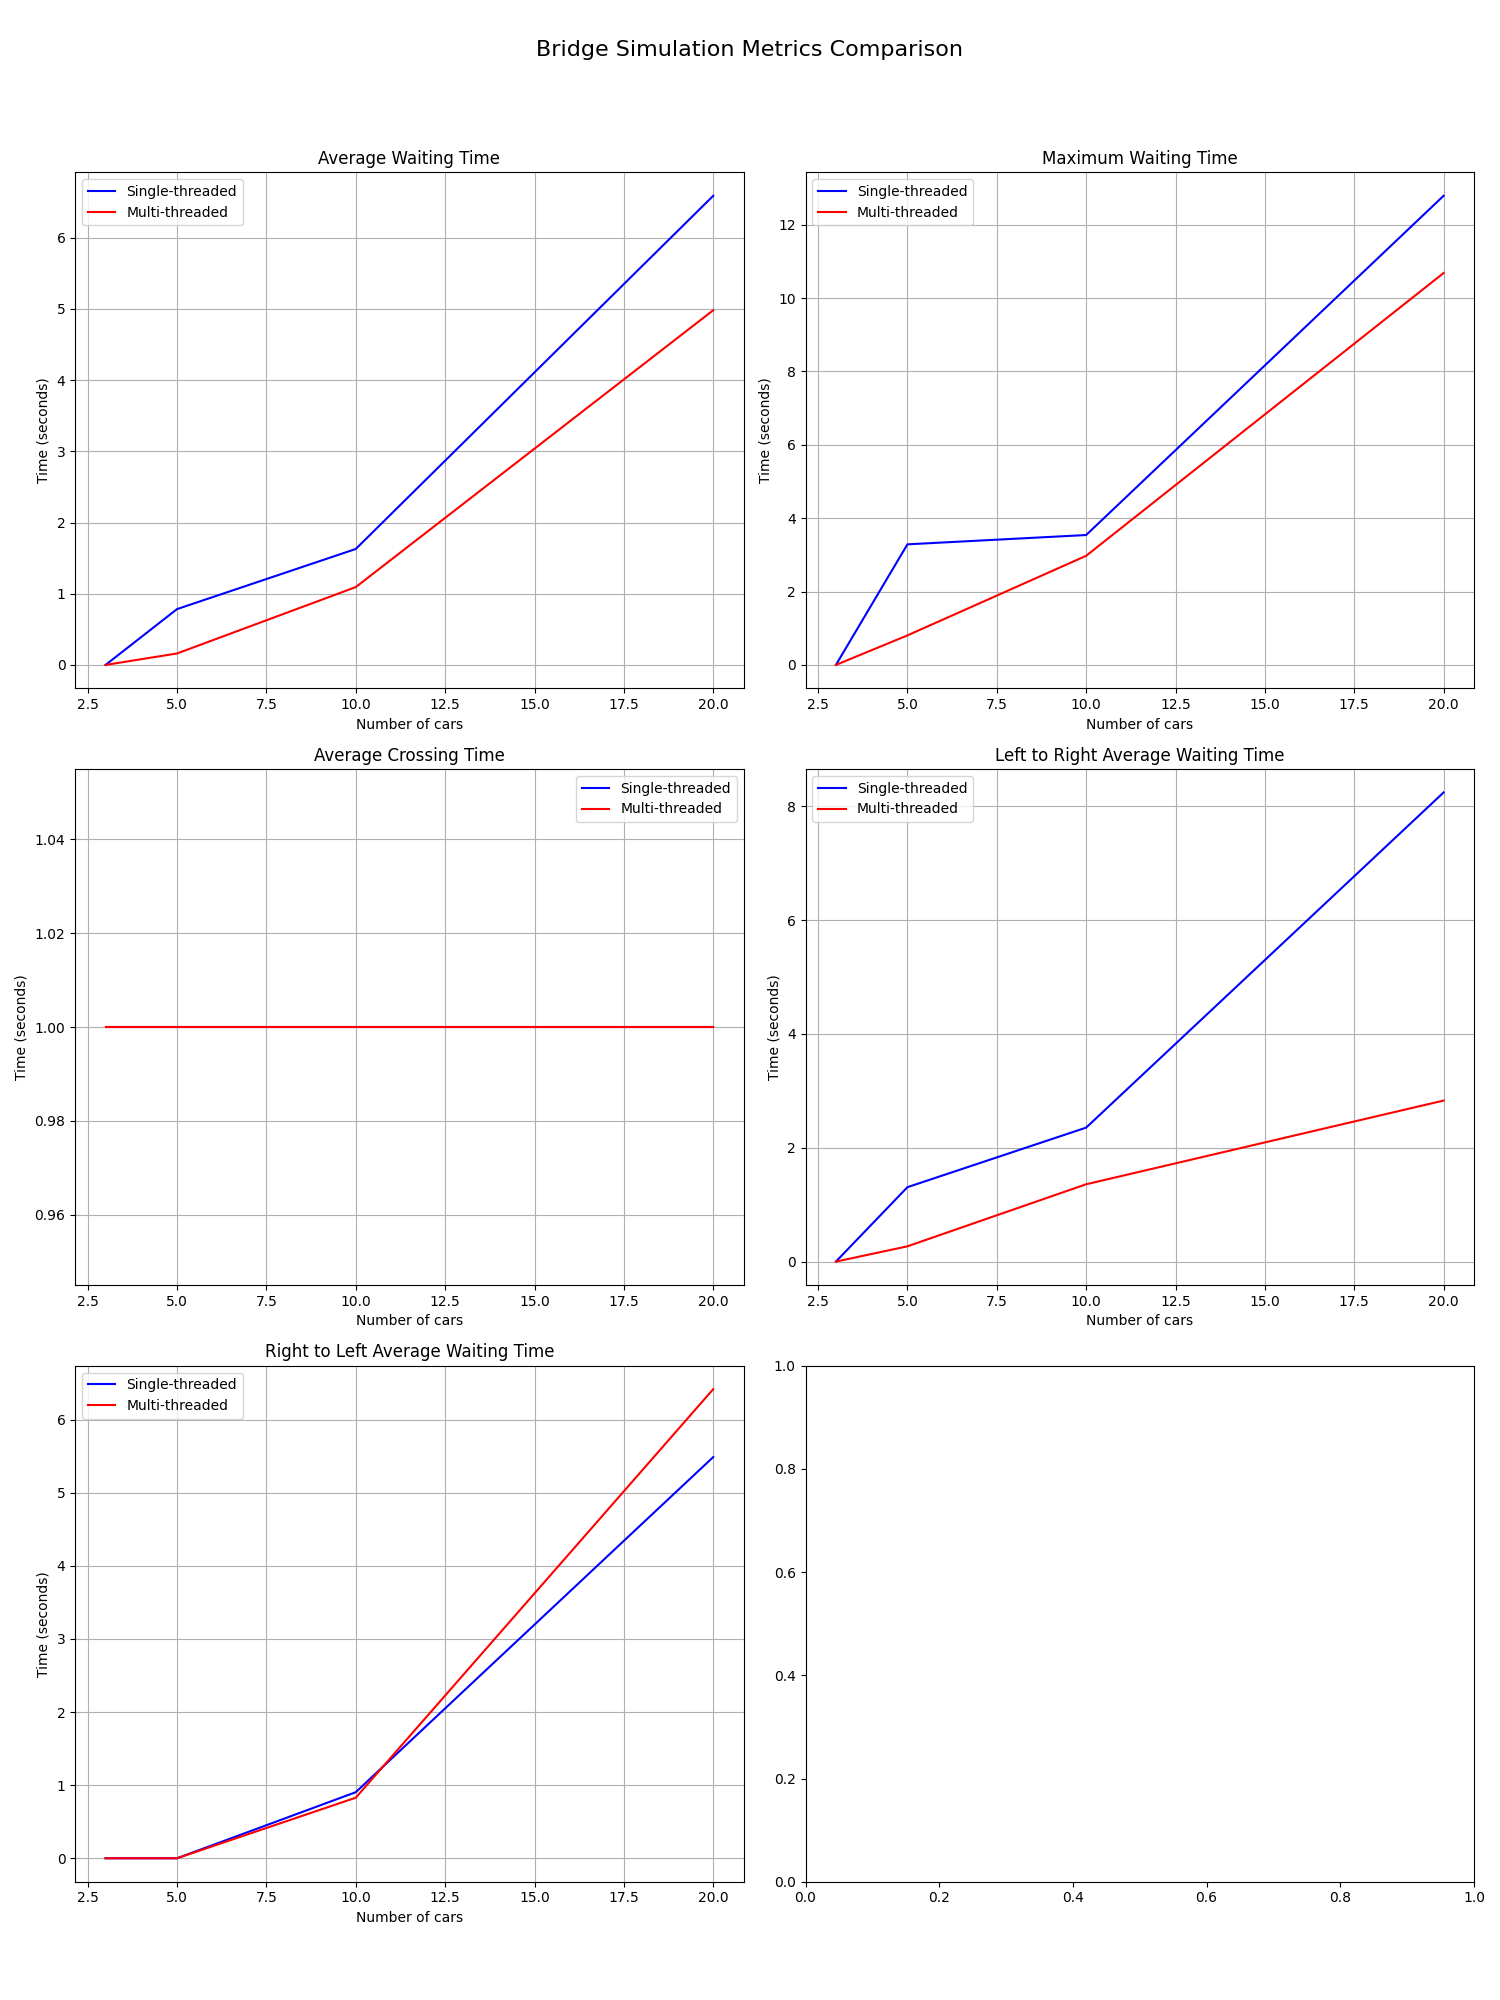 Bridge Simulation Metrics Comparison
Average Waiting Time
Single-threaded
Multi-threaded
6
5
4
3
2
1
0
Time (seconds)
2.5 5.0 7.5 10.0 12.5 15.0 17.5 20.0
Number of cars
Maximum Waiting Time
Single-threaded
Multi-threaded
12
10
8
6
4
2
0
Time (seconds)
2.5 5.0 7.5 10.0 12.5 15.0 17.5 20.0
Number of cars
Average Crossing Time
Single-threaded
Multi-threaded
1.04
1.02
1.00
0.98
0.96
Time (seconds)
2.5 5.0 7.5 10.0 12.5 15.0 17.5 20.0
Number of cars
Left to Right Average Waiting Time
Single-threaded
Multi-threaded
8
6
4
2
0
Time (seconds)
2.5 5.0 7.5 10.0 12.5 15.0 17.5 20.0
Number of cars
Right to Left Average Waiting Time
Single-threaded
Multi-threaded
6
5
4
3
2
1
0
Time (seconds)
2.5 5.0 7.5 10.0 12.5 15.0 17.5 20.0
Number of cars
1.0
0.8
0.6
0.4
0.2
0.0
0.0 0.2 0.4 0.6 0.8 1.0